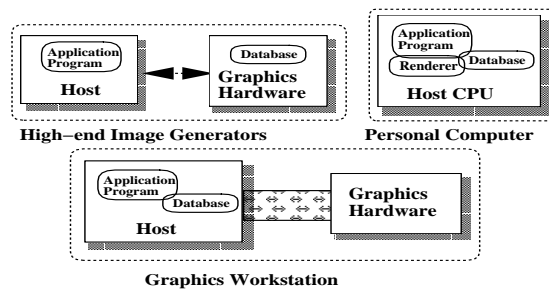 Application
Program
Host
Database
Graphics
Hardware
High-end Image Generators
Application
Program
Renderer
Database
Host CPU
Personal Computer
Application
Program
Database
Host
Graphics
Hardware
Graphics Workstation